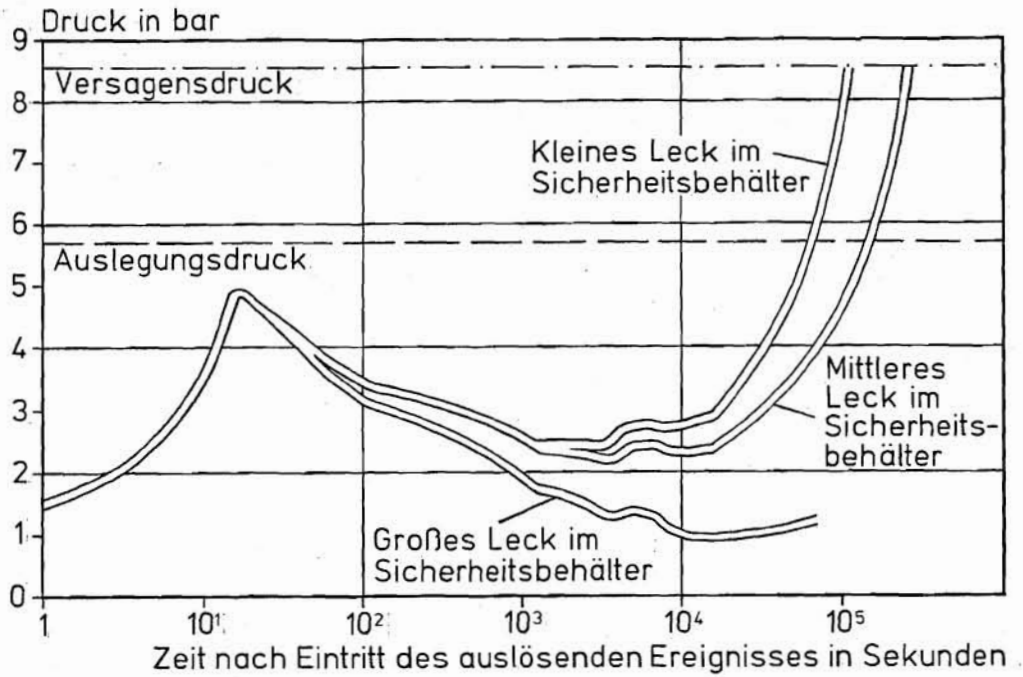 Druck in bar
9
Versagensdruck
8
Kleines Leck im
Sicherheitsbehälter
7
6
Auslegungsdruck
5
4
Mittleres
Leck im
Sicherheits-
behälter
3
2
Großes Leck im
Sicherheitsbehälter
1
0
1 10¹ 10² 10³ 10⁴ 10⁵
Zeit nach Eintritt des auslösenden Ereignisses in Sekunden